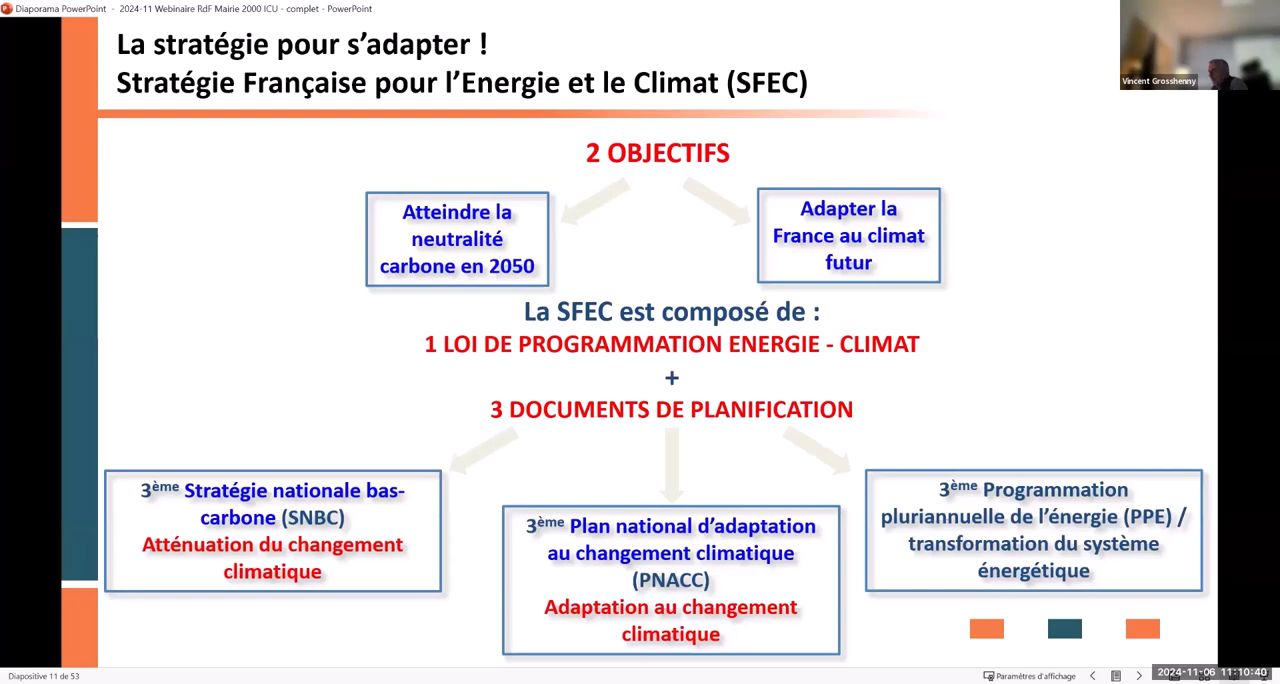 Diaporama PowerPoint - 2024-11 Webinaire RdF Mairie 2000 ICU - complet - PowerPoint
La stratégie pour s’adapter !
Stratégie Française pour l’Energie et le Climat (SFEC)
Vincent Grosshenny
2 OBJECTIFS
Atteindre la
neutralité
carbone en 2050
Adapter la
France au climat
futur
La SFEC est composé de :
1 LOI DE PROGRAMMATION ENERGIE - CLIMAT
+
3 DOCUMENTS DE PLANIFICATION
3ème Stratégie nationale bas-
carbone (SNBC)
Atténuation du changement
climatique
3ème Plan national d’adaptation
au changement climatique
(PNACC)
Adaptation au changement
climatique
3ème Programmation
pluriannuelle de l’énergie (PPE) /
transformation du système
énergétique
Diapositive 11 de 53
Paramètres d'affichage
2024-11-06 11:10:40